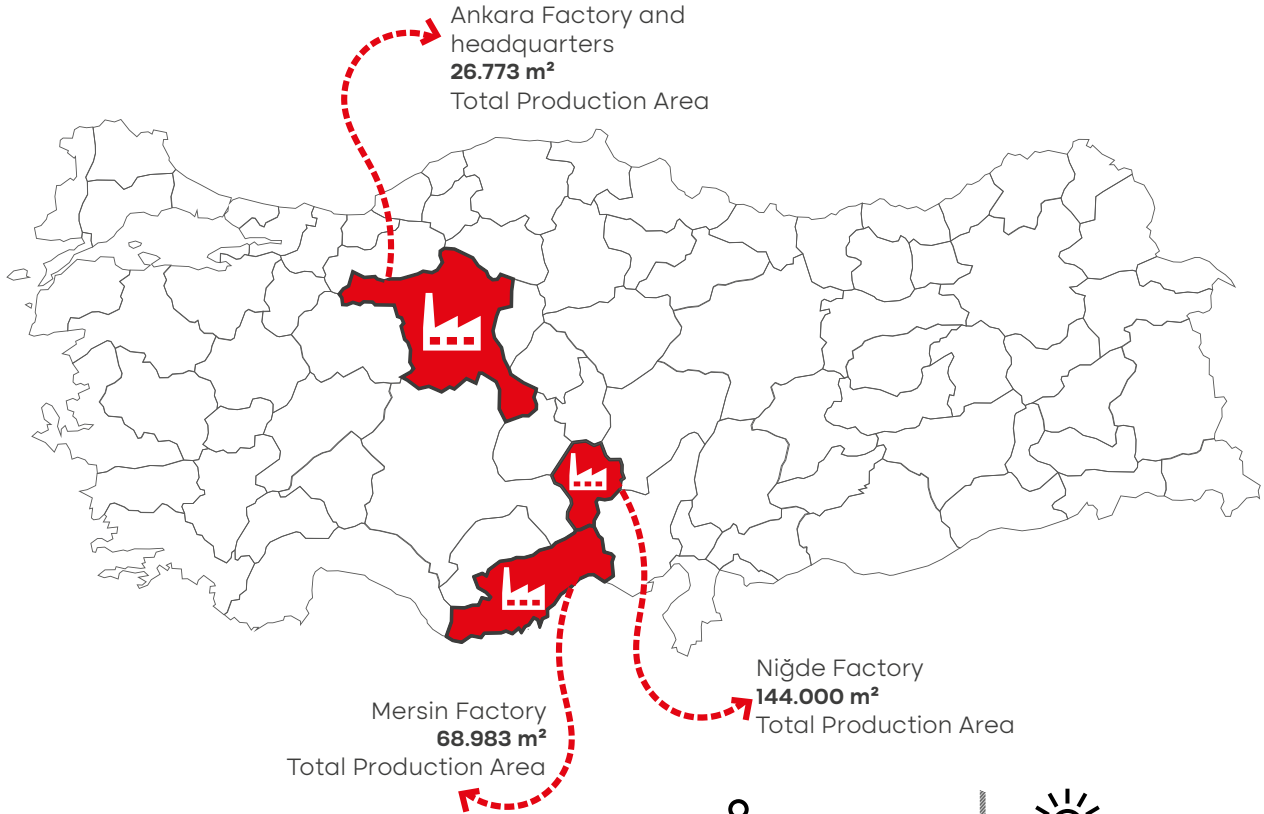 Ankara Factory and
headquarters
26.773 m²
Total Production Area
Niğde Factory
144.000 m²
Total Production Area
Mersin Factory
68.983 m²
Total Production Area